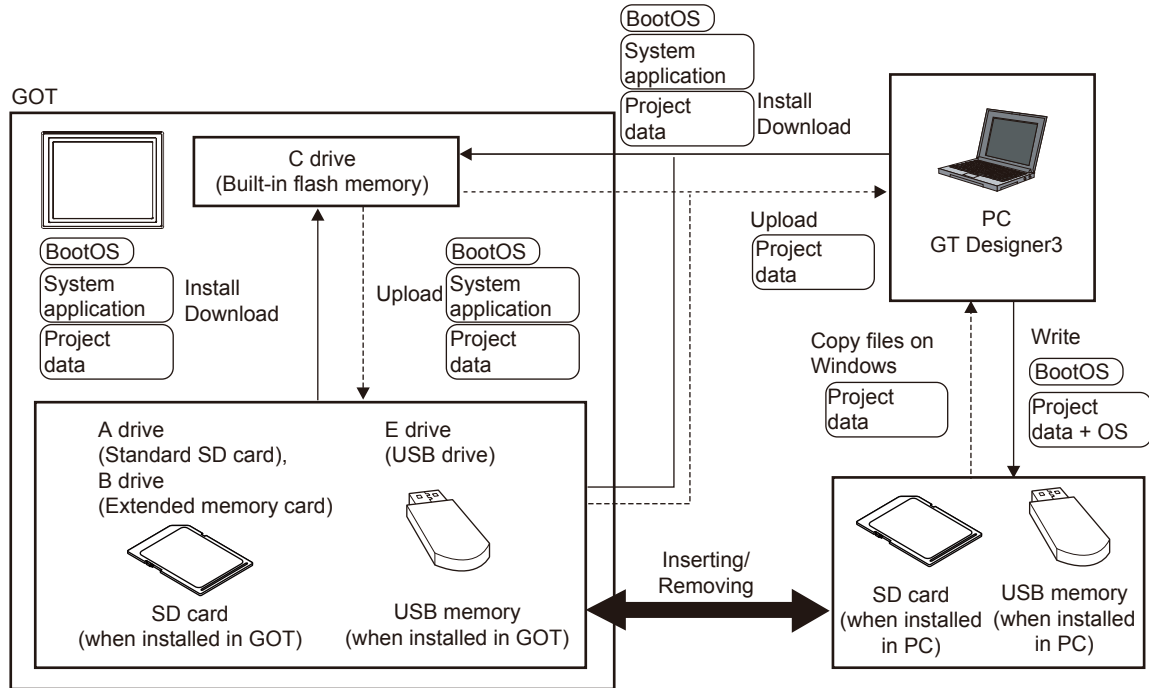 BootOS
System
application
Project
data
Install
Download
GOT
C drive
(Built-in flash memory)
PC
GT Designer3
Upload
Project
data
BootOS
System
application
Project
data
Install
Download
Upload
BootOS
System
application
Project
data
Copy files on
Windows
Project
data
Write
BootOS
Project
data + OS
A drive
(Standard SD card),
B drive
(Extended memory card)
E drive
(USB drive)
SD card
(when installed in GOT)
USB memory
(when installed in GOT)
Inserting/
Removing
SD card
(when installed
in PC)
USB memory
(when installed
in PC)